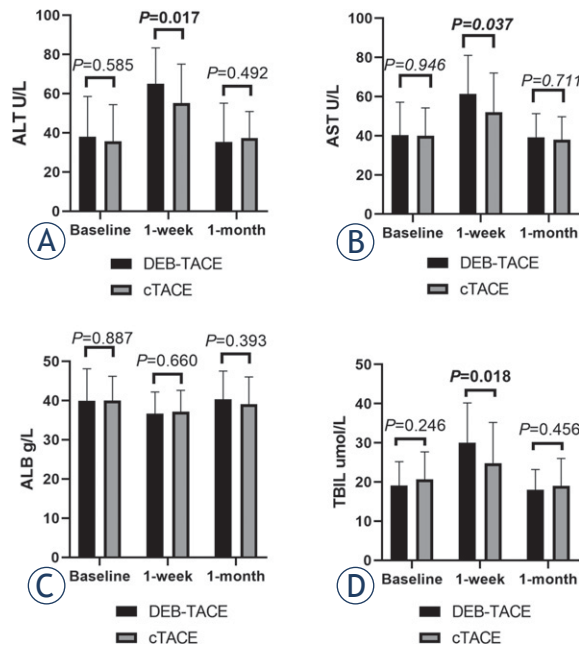 P=0.017
P=0.585
P=0.492
ALT U/L
100
80
60
40
20
0
Baseline 1-week 1-month
A
DEB-TACE
cTACE
P=0.037
P=0.946
P=0.711
AST U/L
100
80
60
40
20
0
Baseline 1-week 1-month
B
DEB-TACE
cTACE
P=0.887
P=0.393
P=0.660
ALB g/L
50
40
30
20
10
0
Baseline 1-week 1-month
C
DEB-TACE
cTACE
P=0.018
P=0.246
P=0.456
TBIL umol/L
50
40
30
20
10
0
Baseline 1-week 1-month
D
DEB-TACE
cTACE